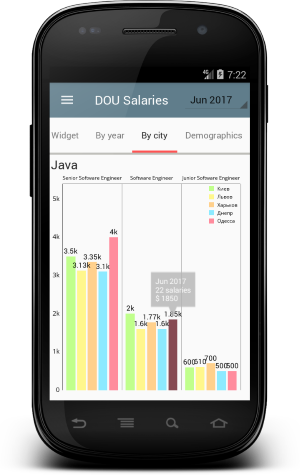 4G 7:22
DOU Salaries Jun 2017
Widget By year By city Demographics
Java
Senior Software Engineer Software Engineer Junior Software Engineer
5k
4k
3k
2k
1k
0
Киев
Львов
Харьков
Днепр
Одесса
3.5k 3.13k 3.35k 3.1k 4k
2k 1.6k 1.77k 1.6k 1.85k
600 610 700 500 500
Jun 2017
22 salaries
$ 1850